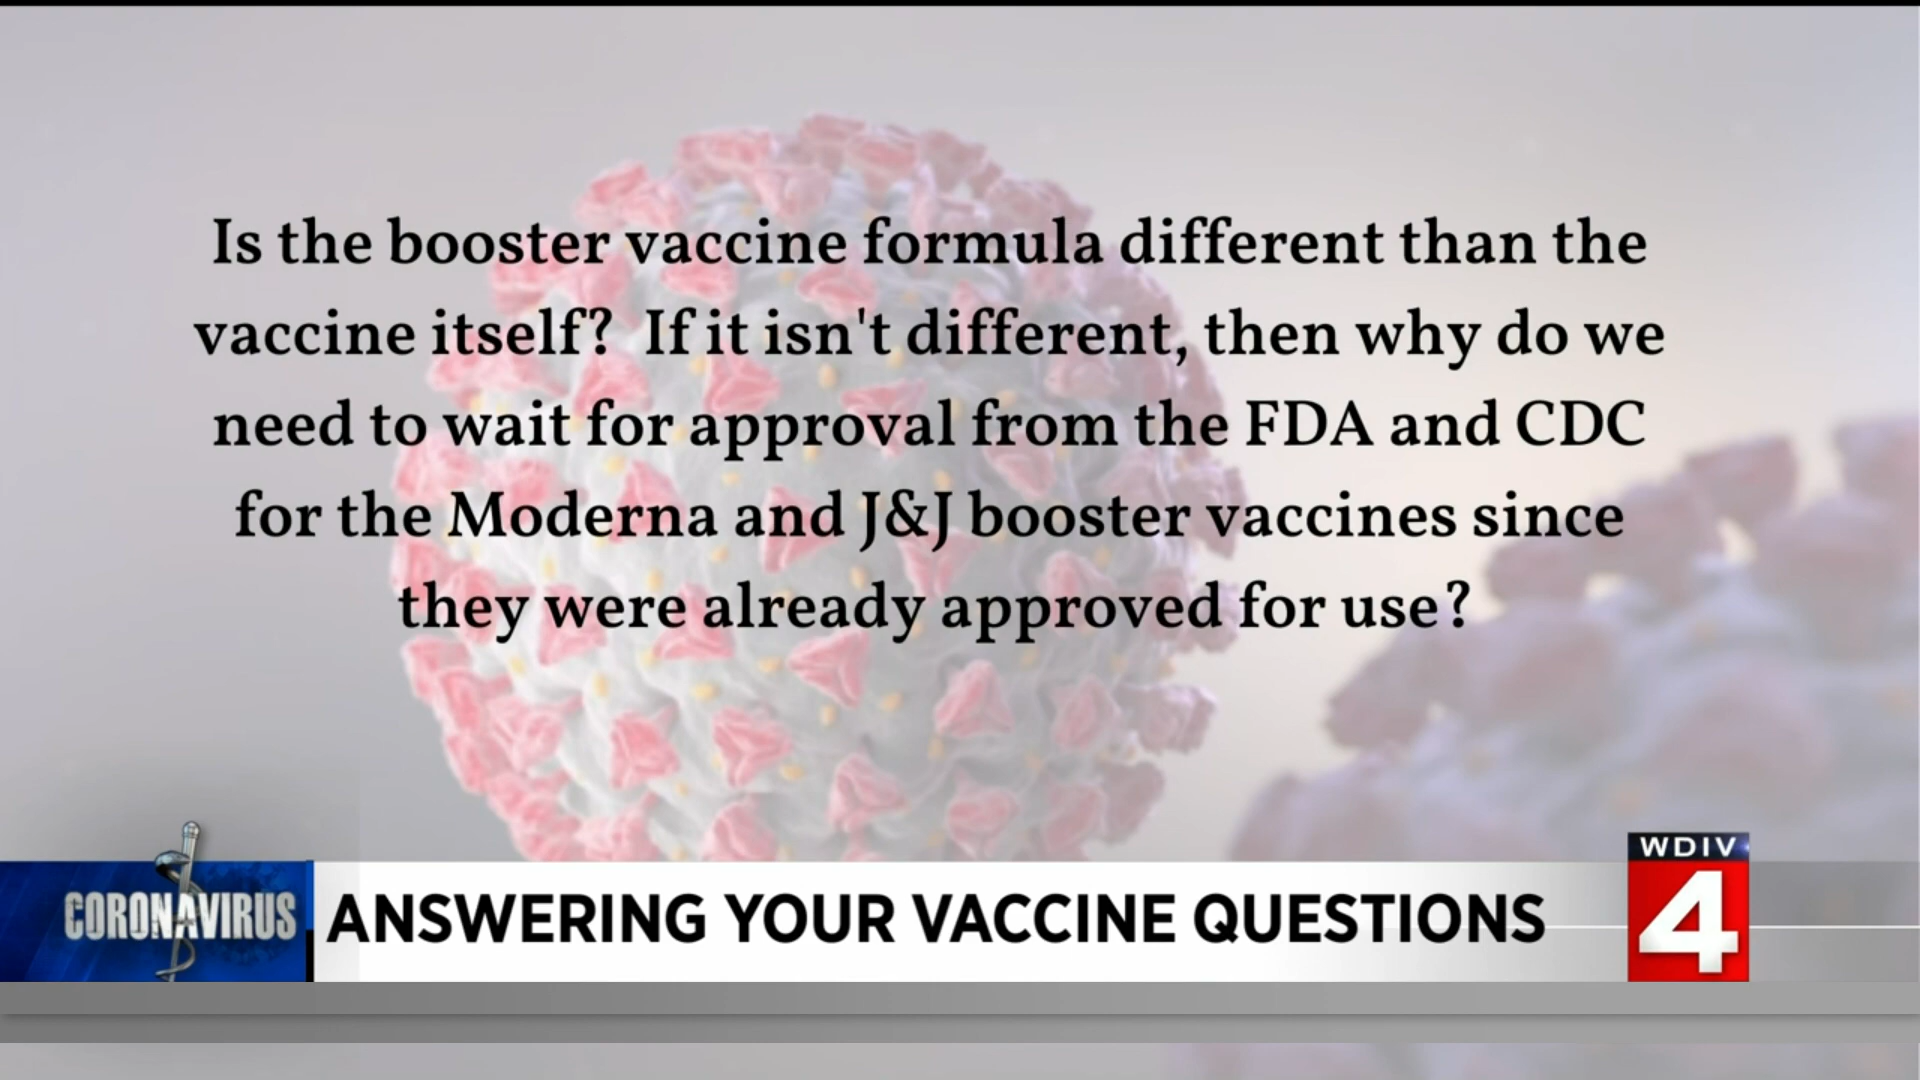 Is the booster vaccine formula different than the
vaccine itself?  If it isn't different, then why do we
need to wait for approval from the FDA and CDC
for the Moderna and J&J booster vaccines since
they were already approved for use?
CORONAVIRUS
ANSWERING YOUR VACCINE QUESTIONS
WDIV
4